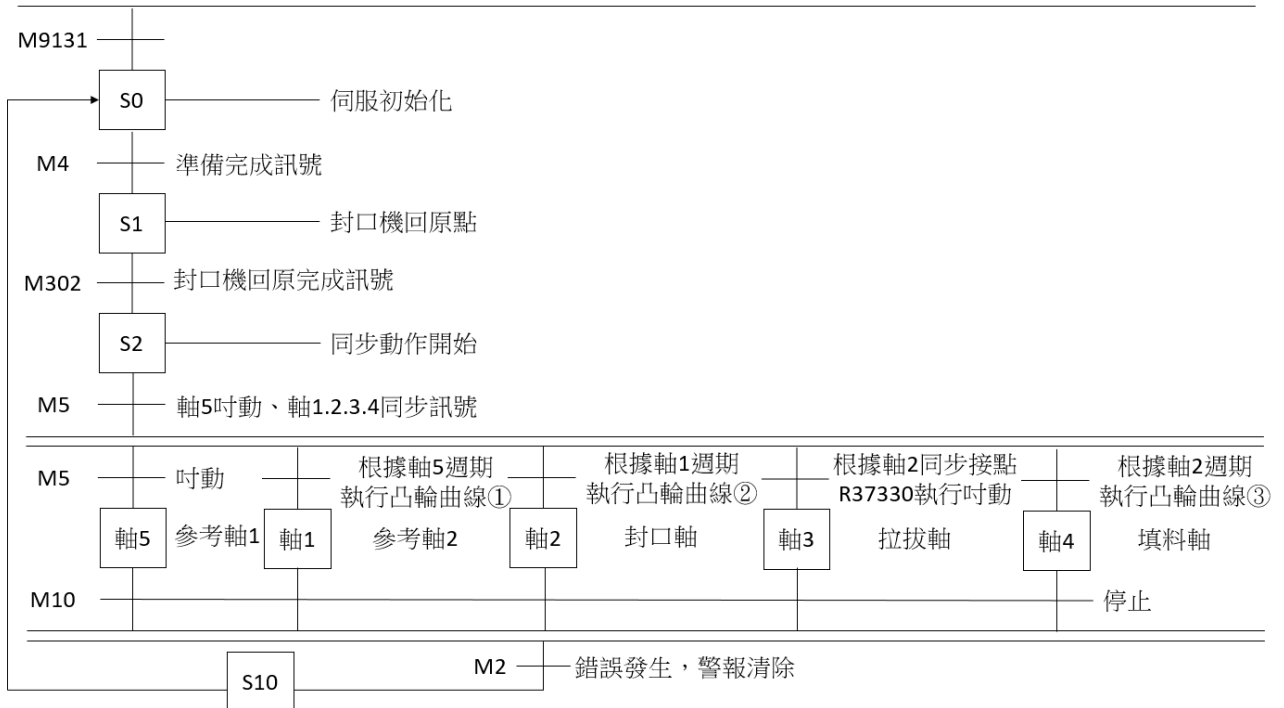 M9131
S0
伺服初始化
M4
準備完成訊號
S1
封口機回原點
M302
封口機回原完成訊號
S2
同步動作開始
M5
軸5吋動、軸1.2.3.4同步訊號
M5
吋動
根據軸5週期
執行凸輪曲線①
根據軸1週期
執行凸輪曲線②
根據軸2同步接點
R37330執行吋動
根據軸2週期
執行凸輪曲線③
軸5
參考軸1
軸1
參考軸2
軸2
封口軸
軸3
拉拔軸
軸4
填料軸
M10
停止
M2
錯誤發生，警報清除
S10